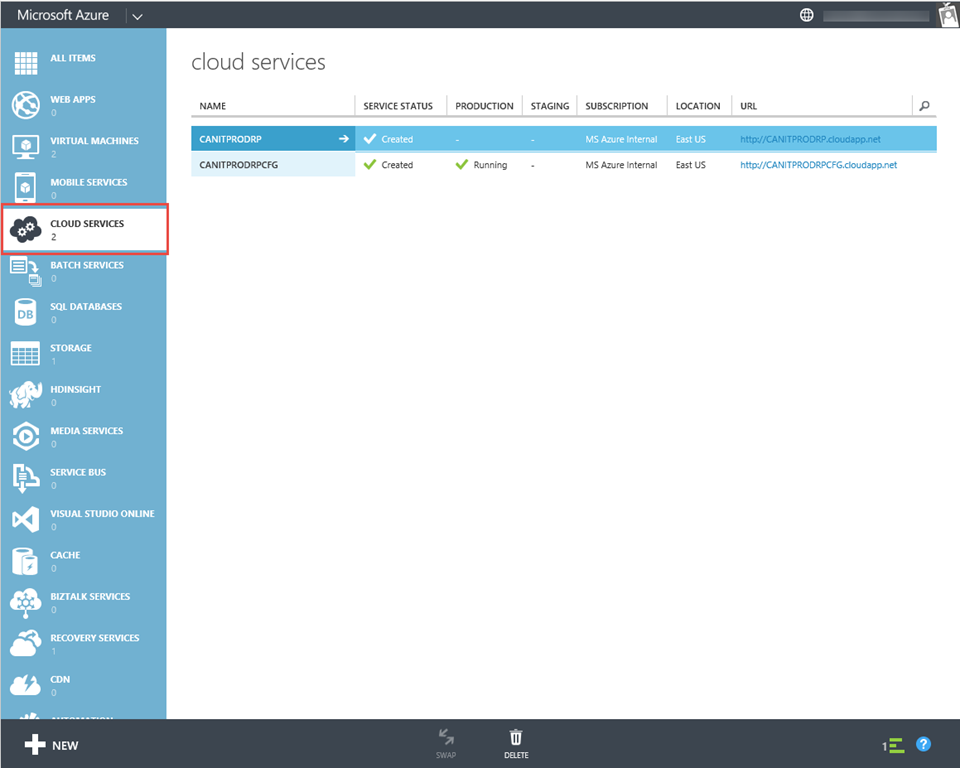 Microsoft Azure
ALL ITEMS
WEB APPS
0
VIRTUAL MACHINES
2
MOBILE SERVICES
0
CLOUD SERVICES
2
BATCH SERVICES
0
SQL DATABASES
0
DB
STORAGE
1
HDINSIGHT
0
MEDIA SERVICES
0
SERVICE BUS
0
VISUAL STUDIO ONLINE
0
CACHE
0
BIZTALK SERVICES
0
RECOVERY SERVICES
1
CDN
0
AUTOMATION
cloud services
NAME SERVICE STATUS PRODUCTION STAGING SUBSCRIPTION LOCATION URL
CANITPRODRP Created - - MS Azure Internal East US http://CANITPRODRP.cloudapp.net
CANITPRODRPCFG Created Running - MS Azure Internal East US http://CANITPRODRPCFG.cloudapp.net
NEW
SWAP
DELETE
1
?